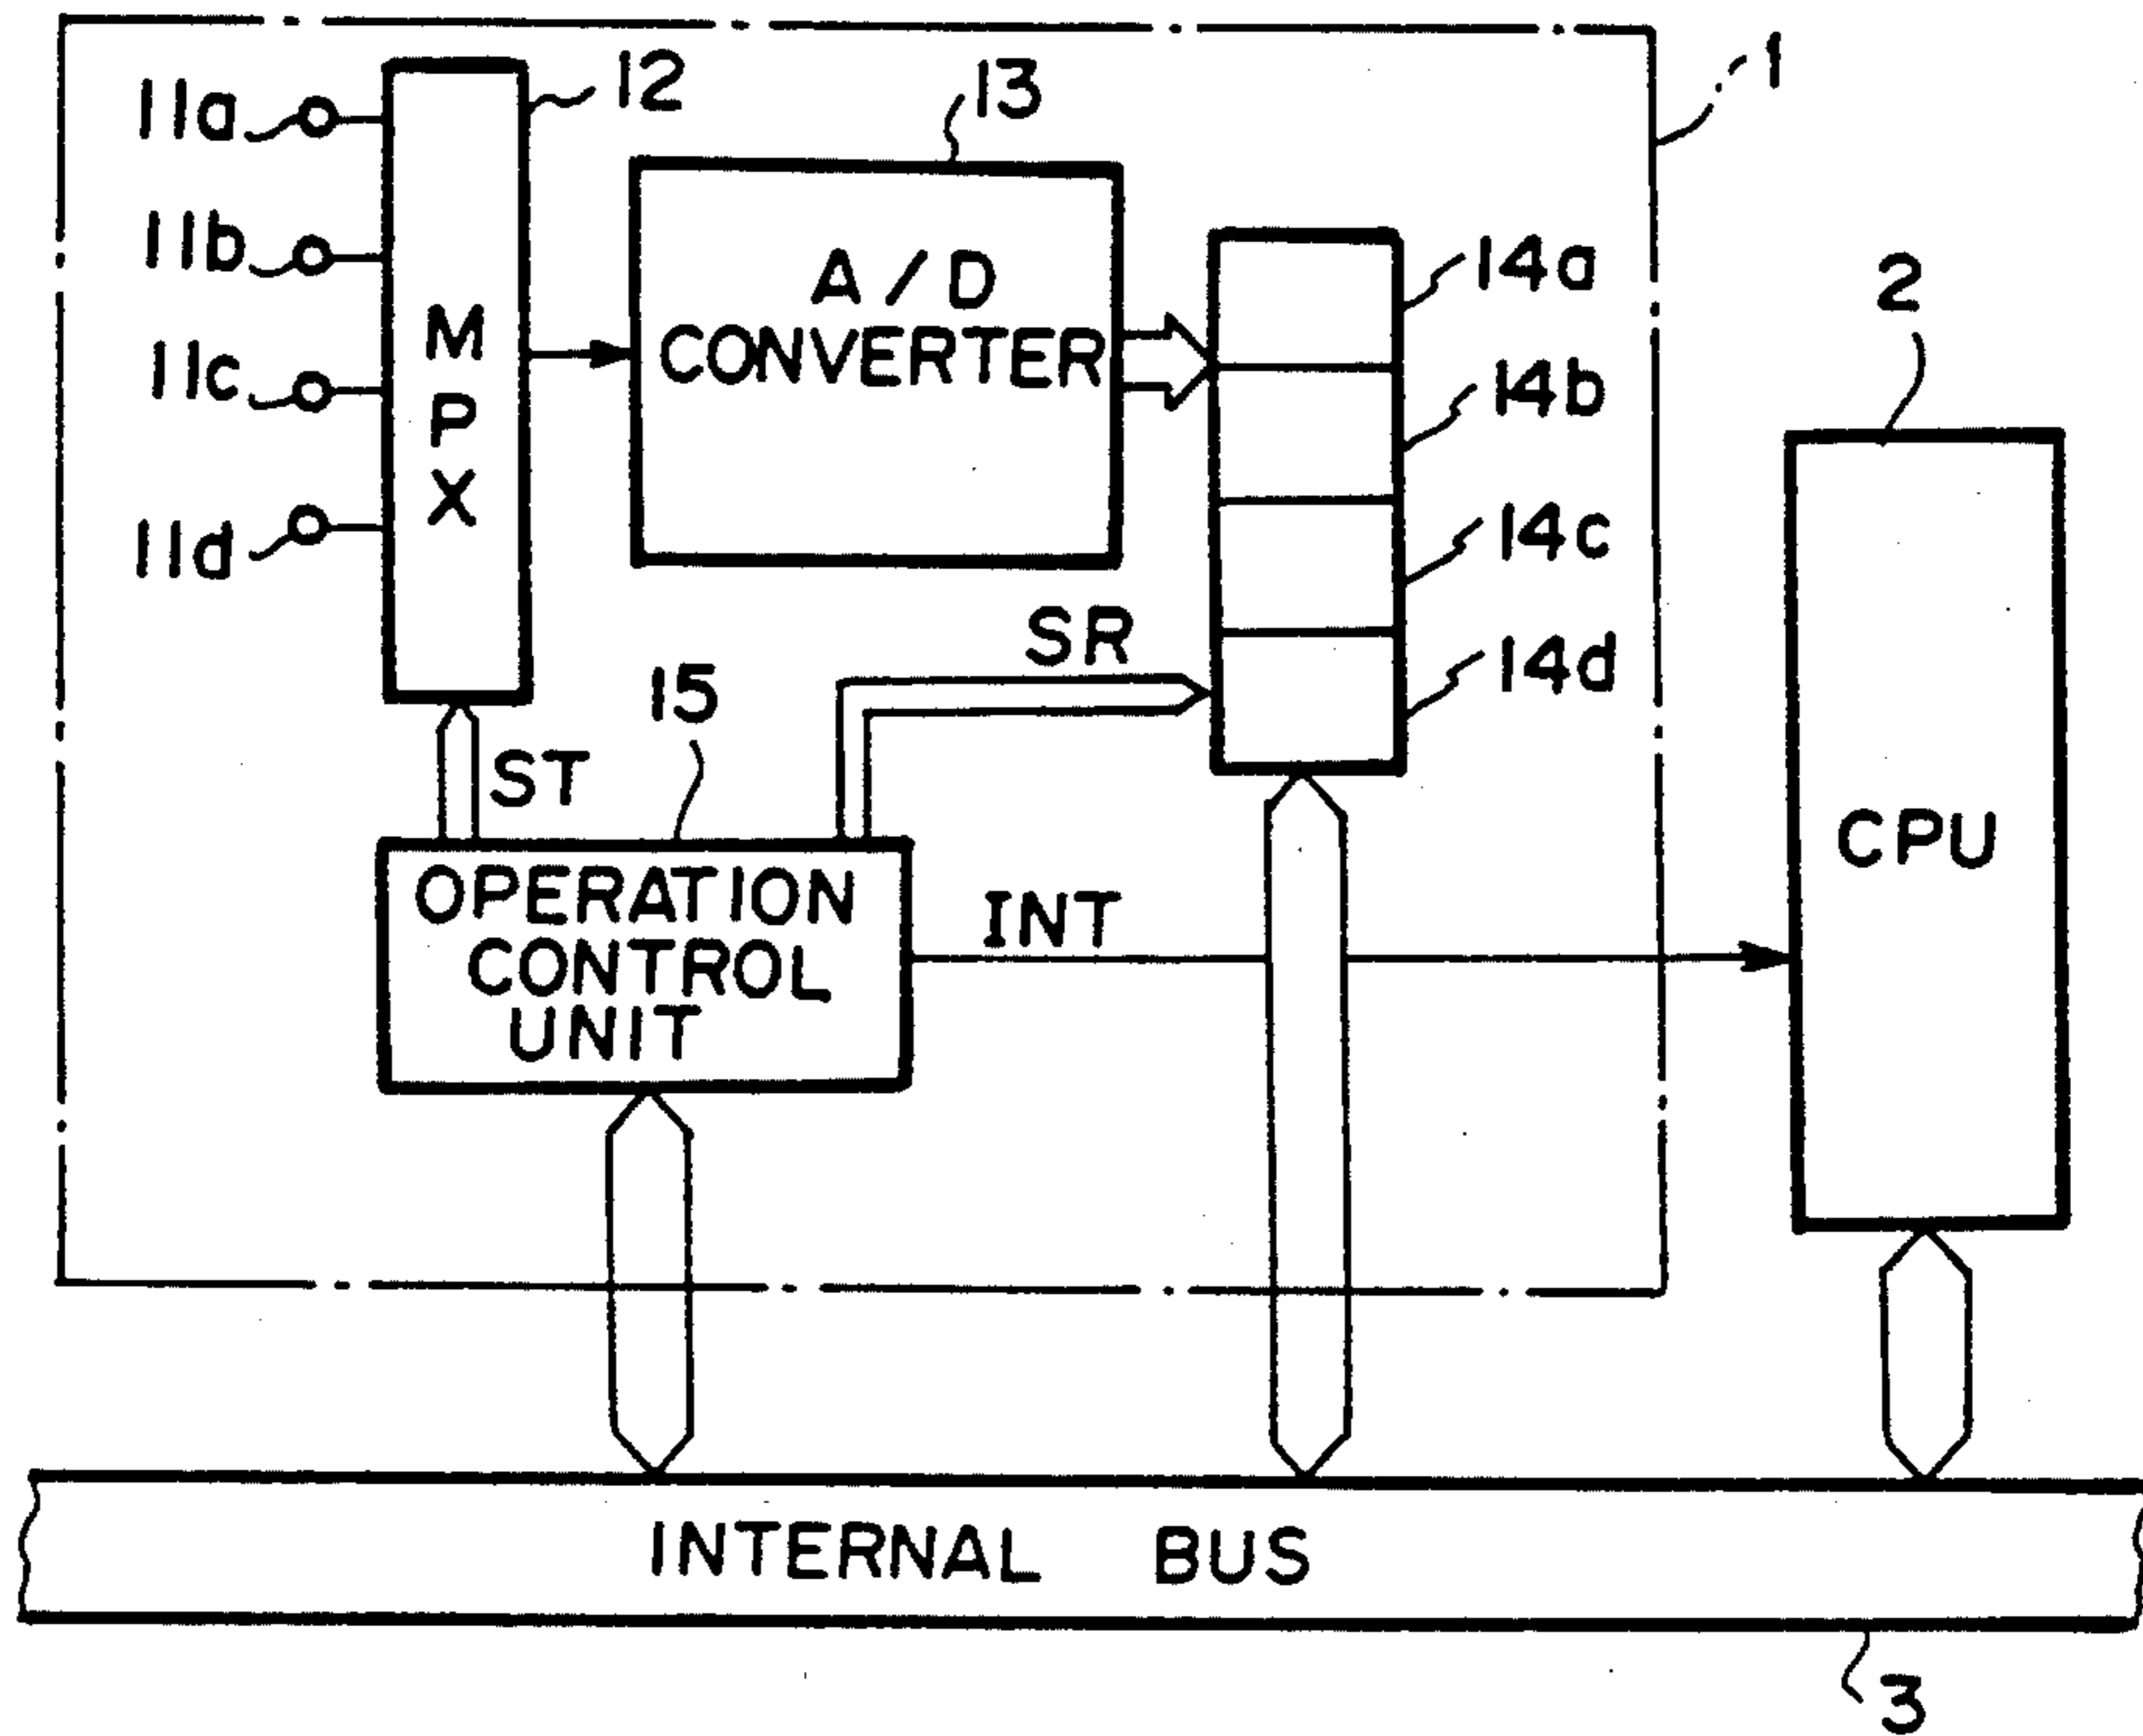 1
11a
12
13
11b
11c
11d
MPX
A/D
CONVERTER
14a
14b
14c
14d
2
SR
15
ST
CPU
OPERATION
CONTROL
UNIT
INT
INTERNAL BUS
3